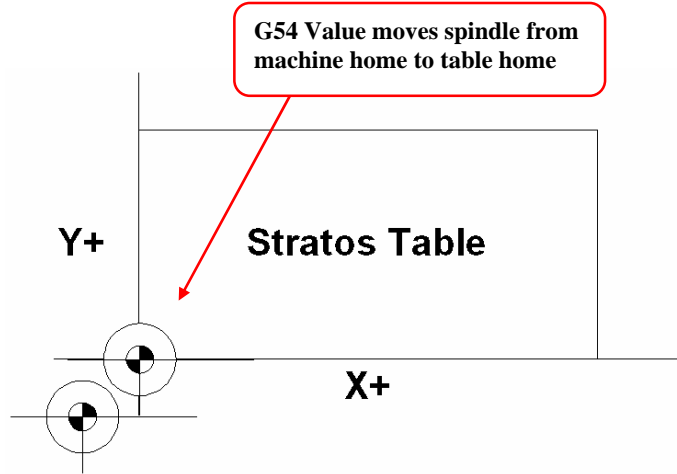 G54 Value moves spindle from
machine home to table home
Y+
Stratos Table
X+